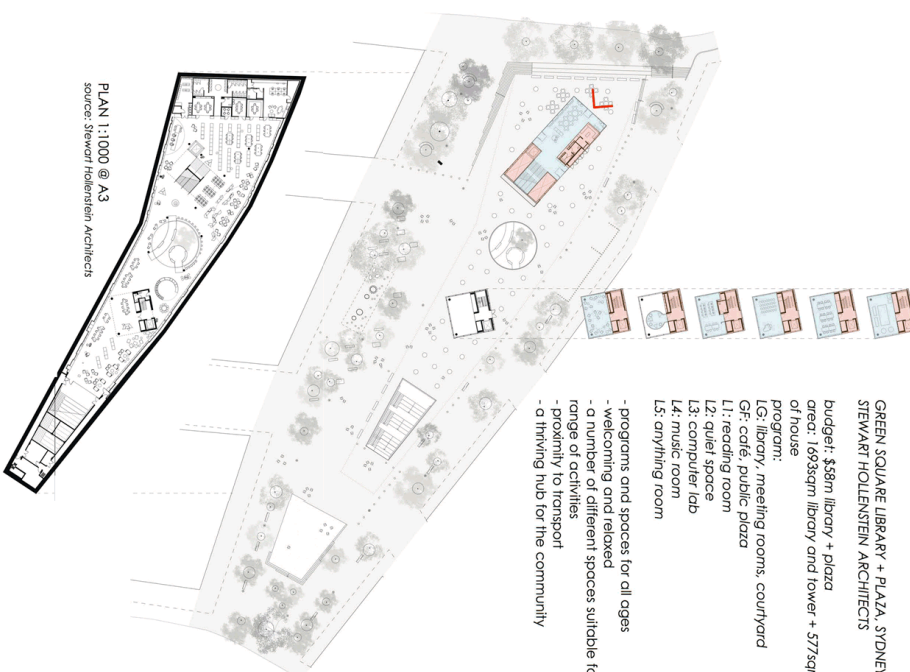 GREEN SQUARE LIBRARY + PLAZA, SYDNEY
STEWART HOLLENSTEIN ARCHITECTS
budget: $58m library + plaza
area: 1693sqm library and tower + 577sqm
of house
program:
LG: library, meeting rooms, courtyard
GF: café, public plaza
L1: reading room
L2: quiet space
L3: computer lab
L4: music room
L5: anything room
- programs and spaces for all ages
- welcoming and relaxed
- a number of different spaces suitable
range of activities
- proximity to transport
- a thriving hub for the community
PLAN 1:1000 @ A3
source: Stewart Hollenstein Architects